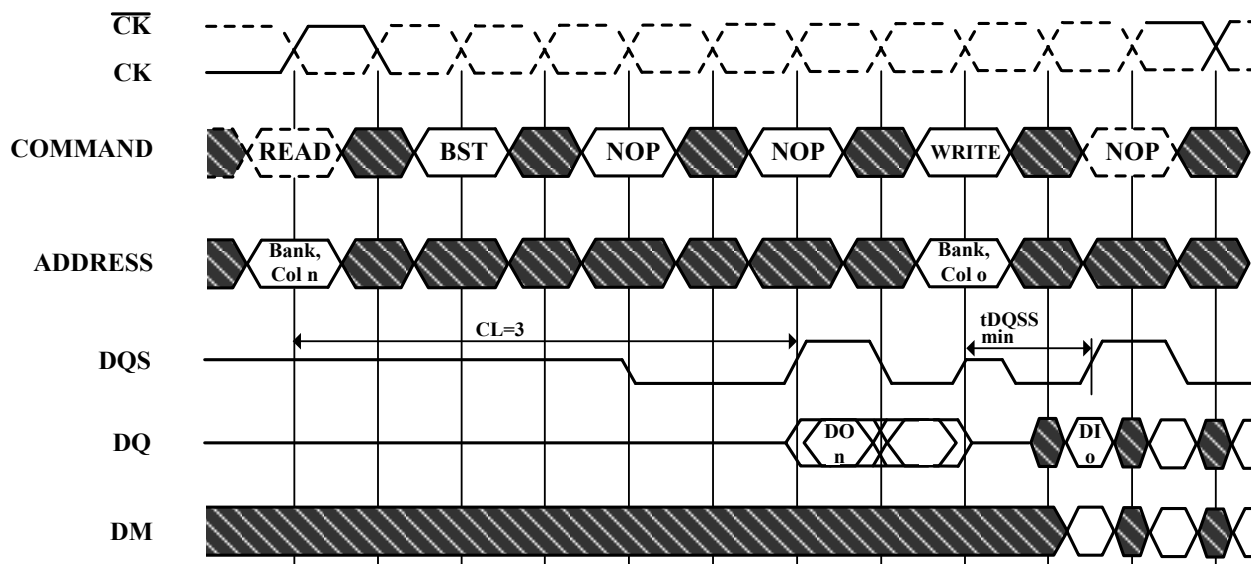 CK
CK
COMMAND
READ
BST
NOP
NOP
WRITE
NOP
ADDRESS
Bank,
Col n
Bank,
Col o
CL=3
tDQSS
min
DQS
DQ
DO
n
DI
o
DM